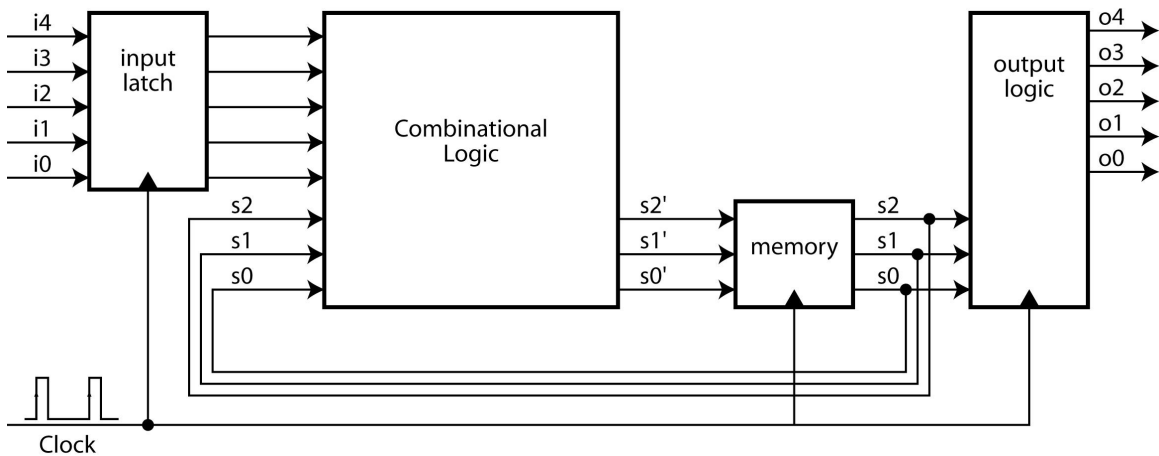 i4
i3
i2
i1
i0
input
latch
Combinational
Logic
s2
s1
s0
s2'
s1'
s0'
memory
s2
s1
s0
output
logic
o4
o3
o2
o1
o0
Clock